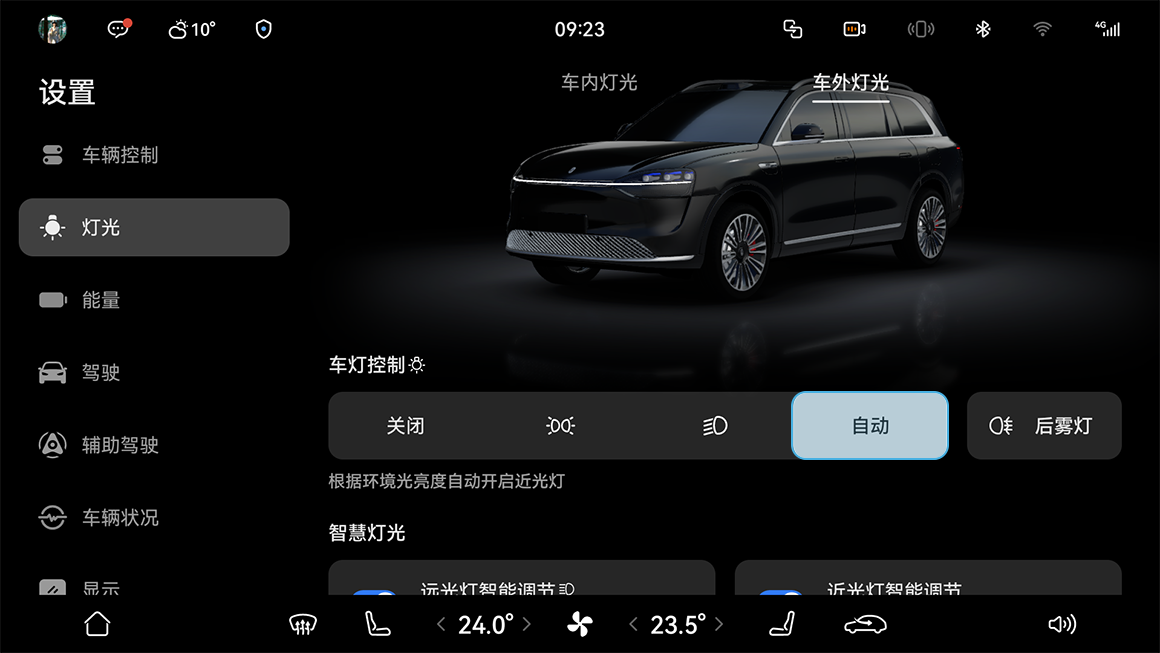 10°
09:23
4G
设置
车内灯光
车外灯光
车辆控制
灯光
能量
驾驶
辅助驾驶
车辆状况
显示
车灯控制
关闭
自动
后雾灯
根据环境光亮度自动开启近光灯
智慧灯光
远光灯智能调节
近光灯智能调节
24.0°
23.5°